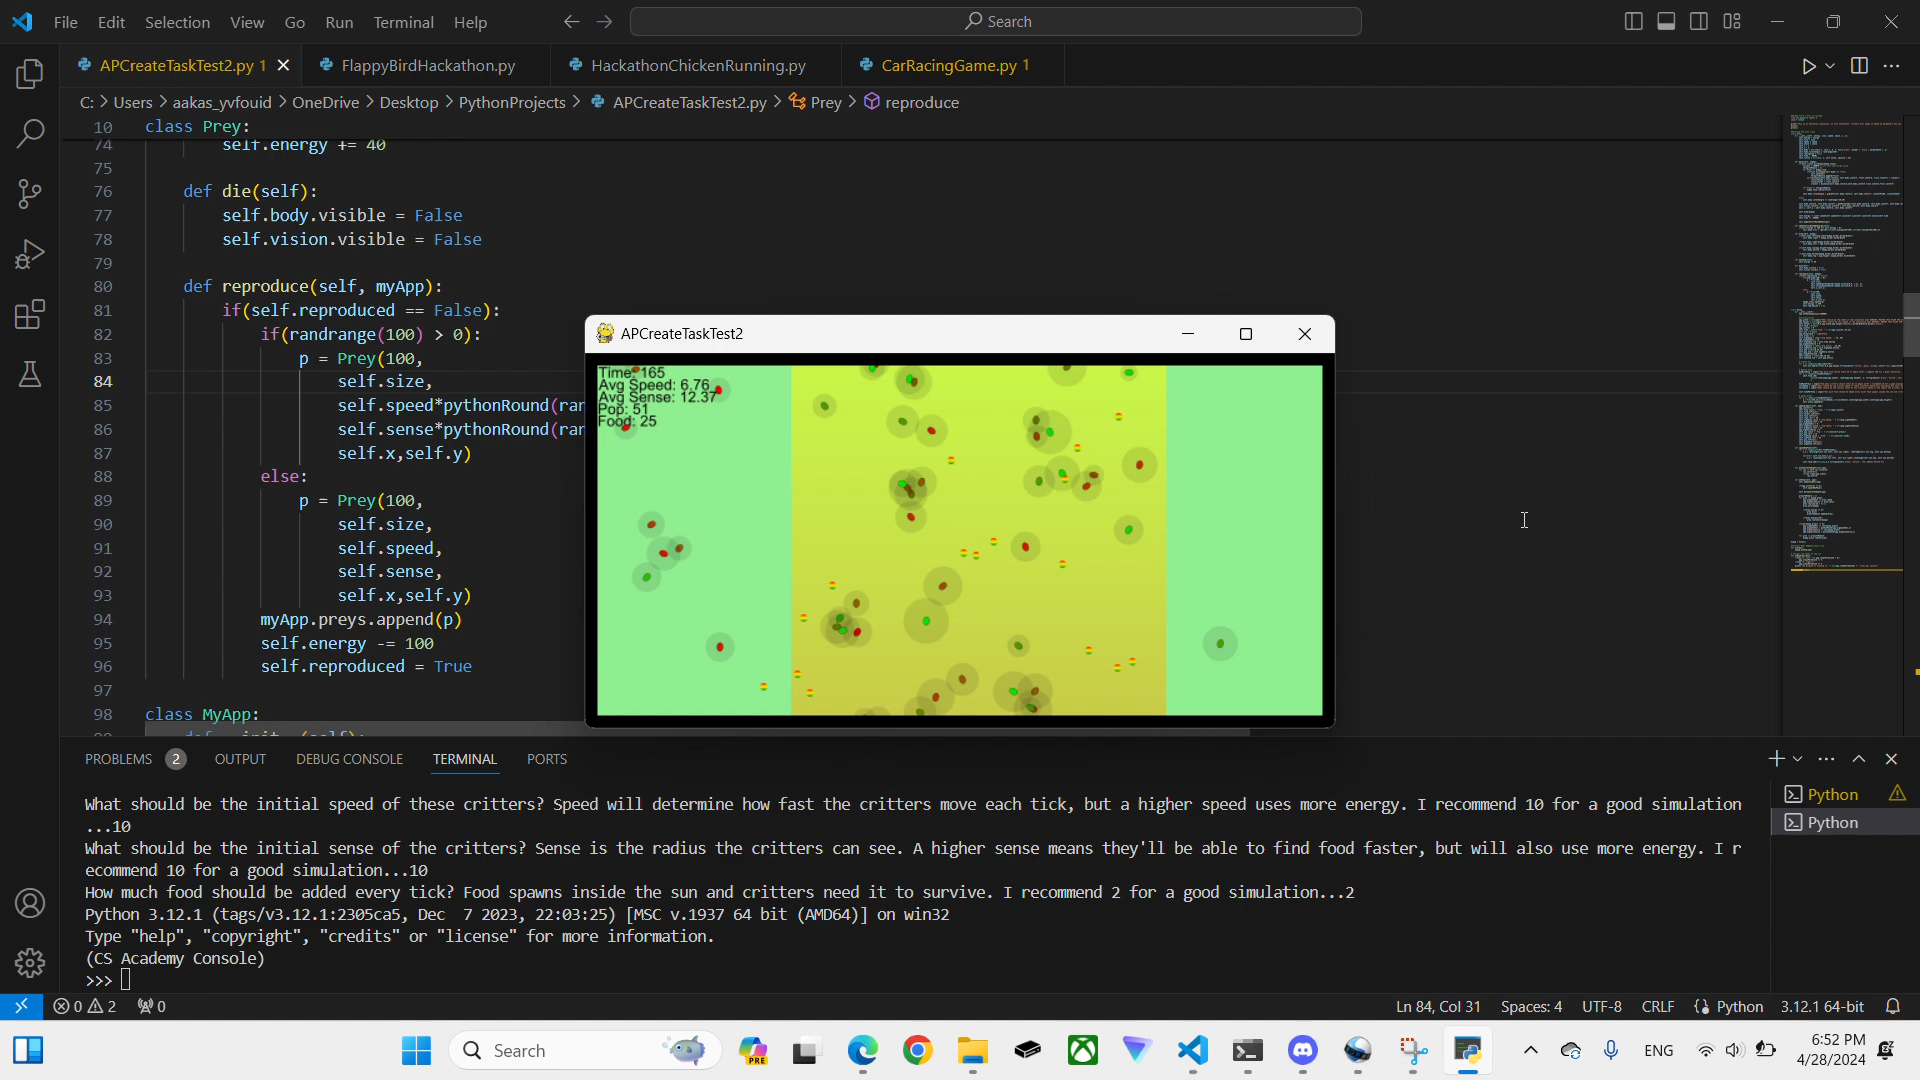 File Edit Selection View Go Run Terminal Help
Search
APCreateTaskTest2.py 1
FlappyBirdHackathon.py
HackathonChickenRunning.py
CarRacingGame.py 1
C: > Users > aakas_yvfouid > OneDrive > Desktop > PythonProjects > APCreateTaskTest2.py > Prey > reproduce
10 class Prey:
74 self.energy += 40
75
76 def die(self):
77 self.body.visible = False
78 self.vision.visible = False
79
80 def reproduce(self, myApp):
81 if(self.reproduced == False):
82 if(randrange(100) > 0):
83 p = Prey(100,
84 self.size,
85 self.speed*pythonRound(ran
86 self.sense*pythonRound(ran
87 self.x,self.y)
88 else:
89 p = Prey(100,
90 self.size,
91 self.speed,
92 self.sense,
93 self.x,self.y)
94 myApp.preys.append(p)
95 self.energy -= 100
96 self.reproduced = True
97
98 class MyApp:
APCreateTaskTest2
Time: 165
Avg Speed: 6.76
Avg Sense: 12.37
Pop: 51
Food: 25
PROBLEMS 2 OUTPUT DEBUG CONSOLE TERMINAL PORTS
What should be the initial speed of these critters? Speed will determine how fast the critters move each tick, but a higher speed uses more energy. I recommend 10 for a good simulation
...10
What should be the initial sense of the critters? Sense is the radius the critters can see. A higher sense means they'll be able to find food faster, but will also use more energy. I r
ecommend 10 for a good simulation...10
How much food should be added every tick? Food spawns inside the sun and critters need it to survive. I recommend 2 for a good simulation...2
Python 3.12.1 (tags/v3.12.1:2305ca5, Dec  7 2023, 22:03:25) [MSC v.1937 64 bit (AMD64)] on win32
Type "help", "copyright", "credits" or "license" for more information.
(CS Academy Console)
>>>
Python
Python
0 2 0
Ln 84, Col 31 Spaces: 4 UTF-8 CRLF {} Python 3.12.1 64-bit
Search
PRE
ENG
6:52 PM
4/28/2024